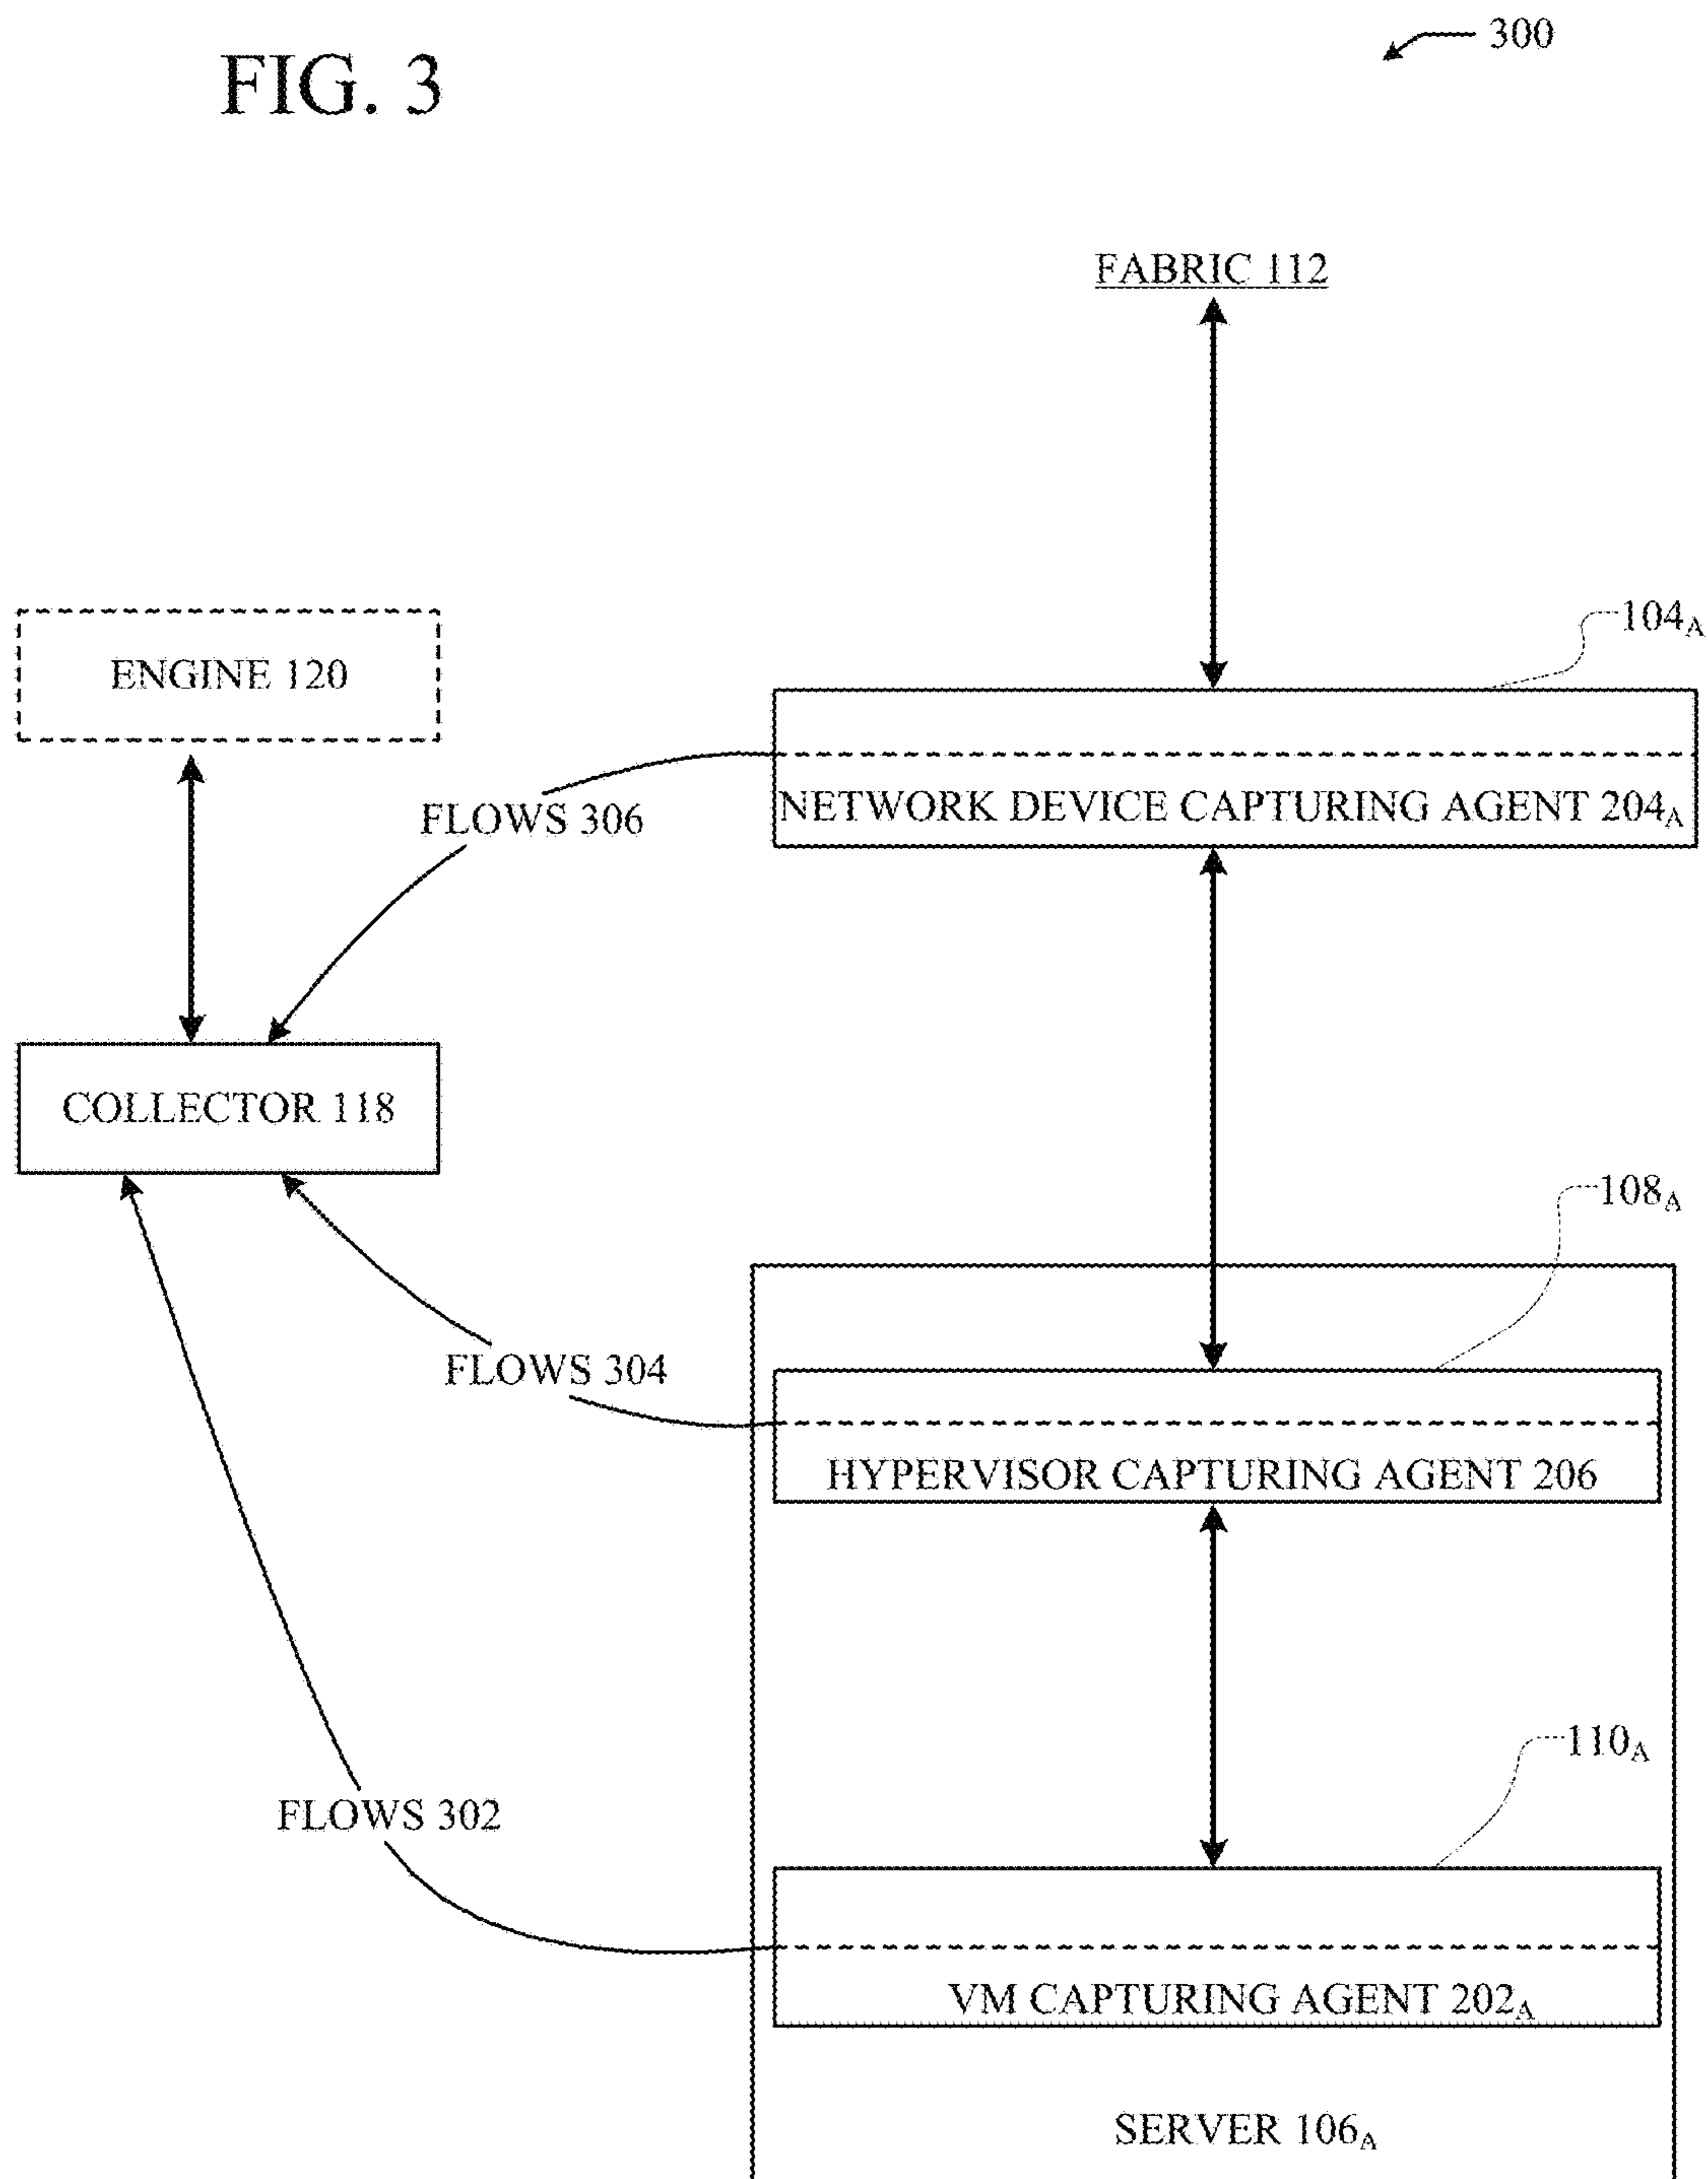 300
FIG. 3
FABRIC 112
104A
ENGINE 120
NETWORK DEVICE CAPTURING AGENT 204A
FLOWS 306
COLLECTOR 118
108A
FLOWS 304
HYPERVISOR CAPTURING AGENT 206
110A
FLOWS 302
VM CAPTURING AGENT 202A
SERVER 106A